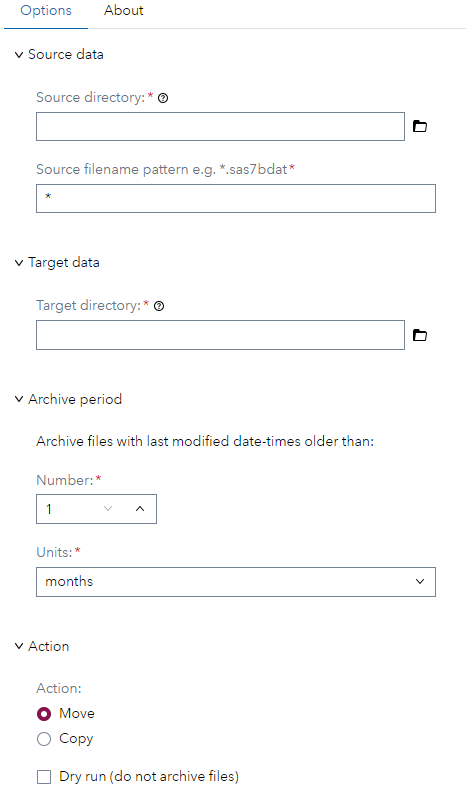 Options About
Source data
Source directory: *
Source filename pattern e.g. *.sas7bdat *
*
Target data
Target directory: *
Archive period
Archive files with last modified date-times older than:
Number: *
1
Units: *
months
Action
Action:
Move
Copy
Dry run (do not archive files)